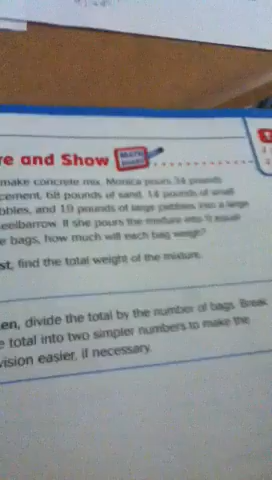 re and Show MATH BOARD
make concrete mix, Monica pours 34 pounds
cement, 68 pounds of sand, 14 pounds of small
bbles, and 19 pounds of large pebbles into a large
eelbarrow. If she pours the mixture into 9 equal
e bags, how much will each bag weigh?
st, find the total weight of the mixture.
en, divide the total by the number of bags. Break
e total into two simpler numbers to make the
vision easier, if necessary.